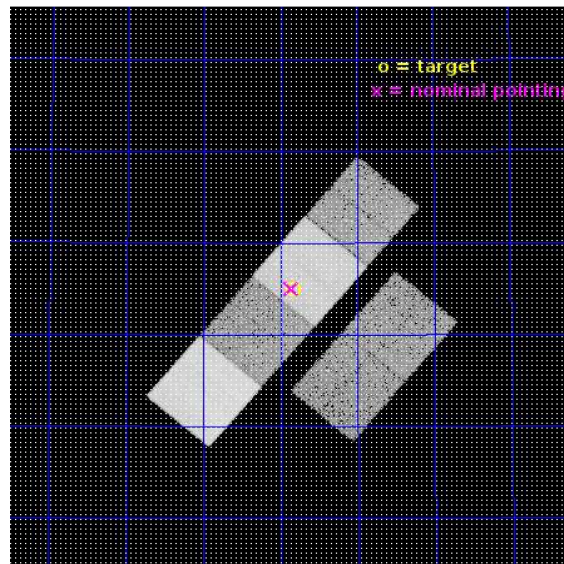 o = target
x = nominal pointin